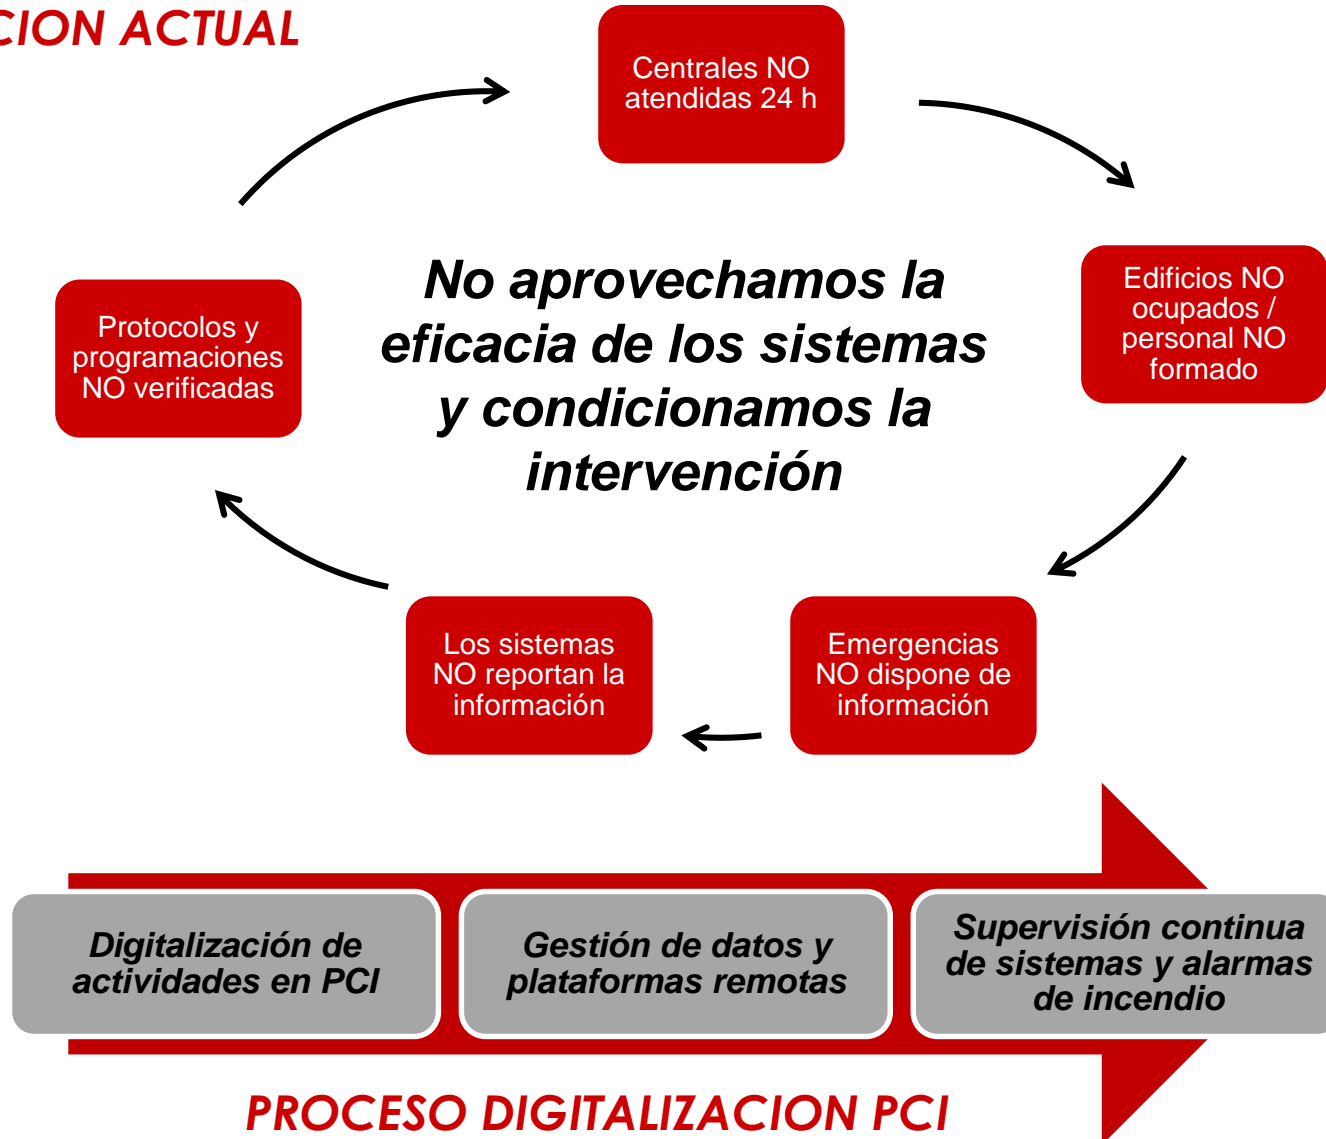 CION ACTUAL
Centrales NO
atendidas 24 h
Edificios NO
ocupados /
personal NO
formado
Protocolos y
programaciones
NO verificadas
No aprovechamos la
eficacia de los sistemas
y condicionamos la
intervención
Los sistemas
NO reportan la
información
Emergencias
NO dispone de
información
Digitalización de
actividades en PCI
Gestión de datos y
plataformas remotas
Supervisión continua
de sistemas y alarmas
de incendio
PROCESO DIGITALIZACION PCI